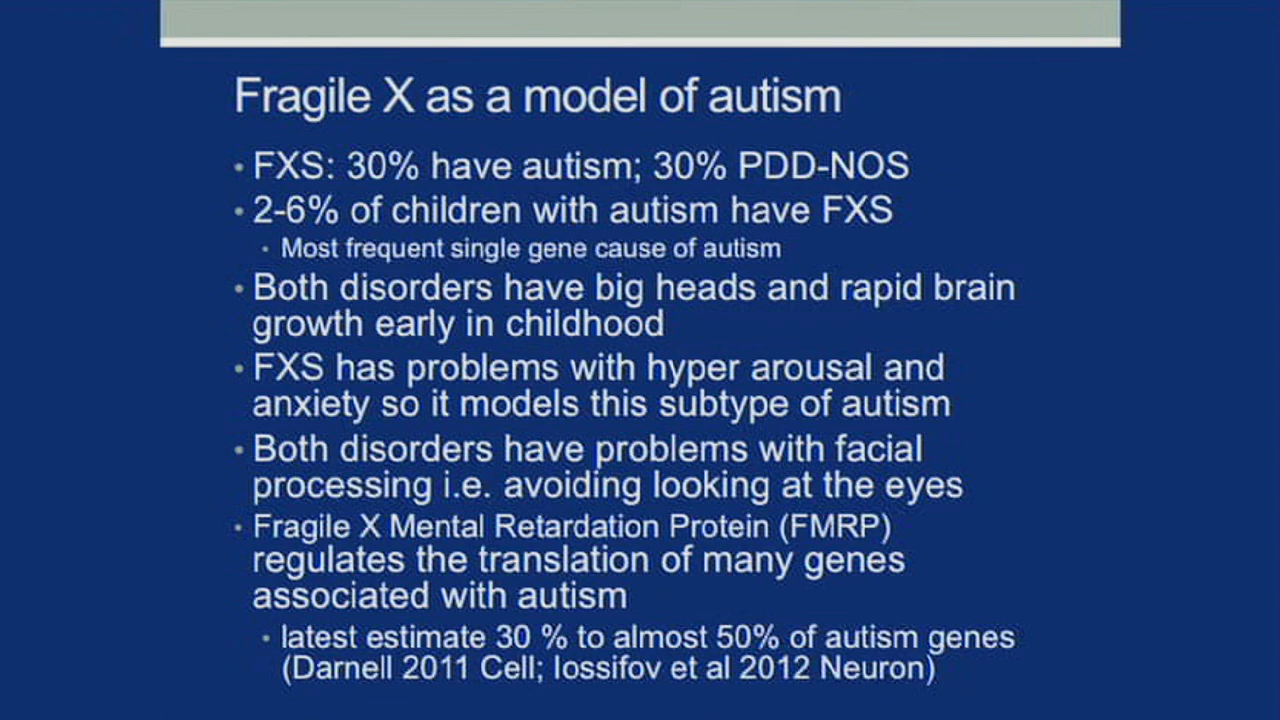 Fragile X as a model of autism
• FXS: 30% have autism; 30% PDD-NOS
• 2-6% of children with autism have FXS
• Most frequent single gene cause of autism
• Both disorders have big heads and rapid brain
growth early in childhood
• FXS has problems with hyper arousal and
anxiety so it models this subtype of autism
• Both disorders have problems with facial
processing i.e. avoiding looking at the eyes
• Fragile X Mental Retardation Protein (FMRP)
regulates the translation of many genes
associated with autism
• latest estimate 30 % to almost 50% of autism genes
(Darnell 2011 Cell; Iossifov et al 2012 Neuron)